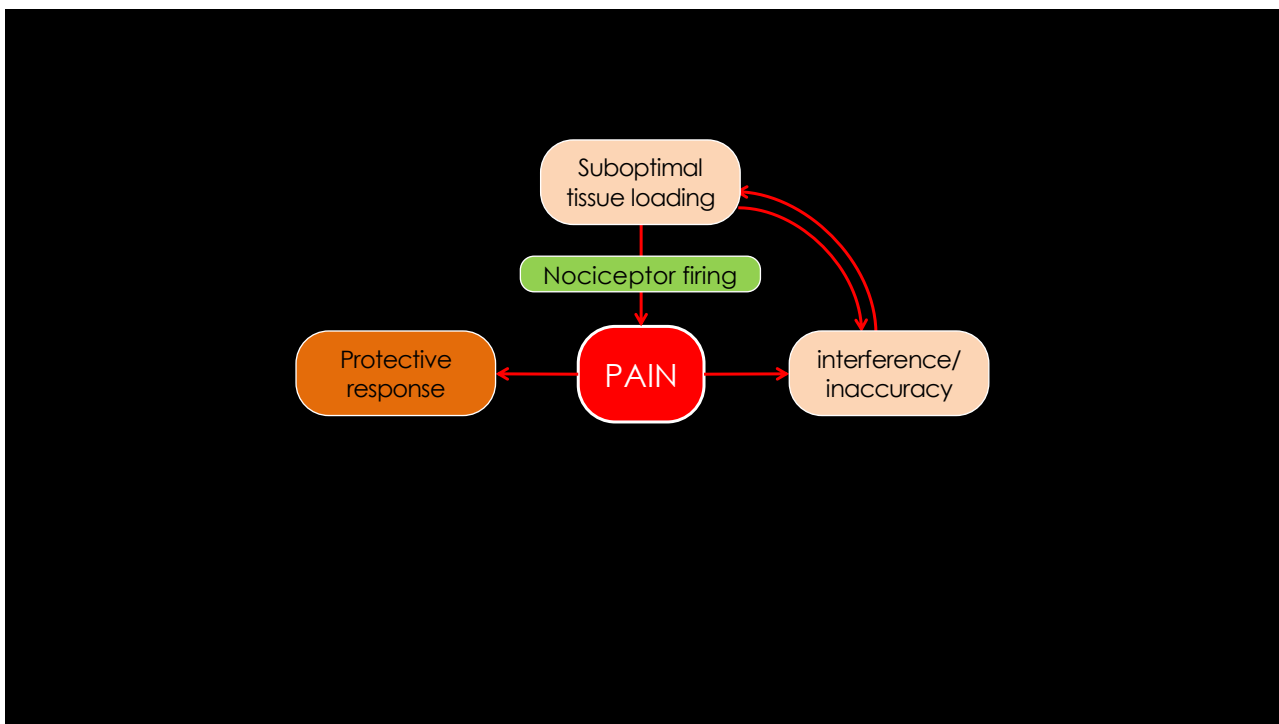 Suboptimal
tissue loading
Nociceptor firing
Protective
response
PAIN
interference/
inaccuracy